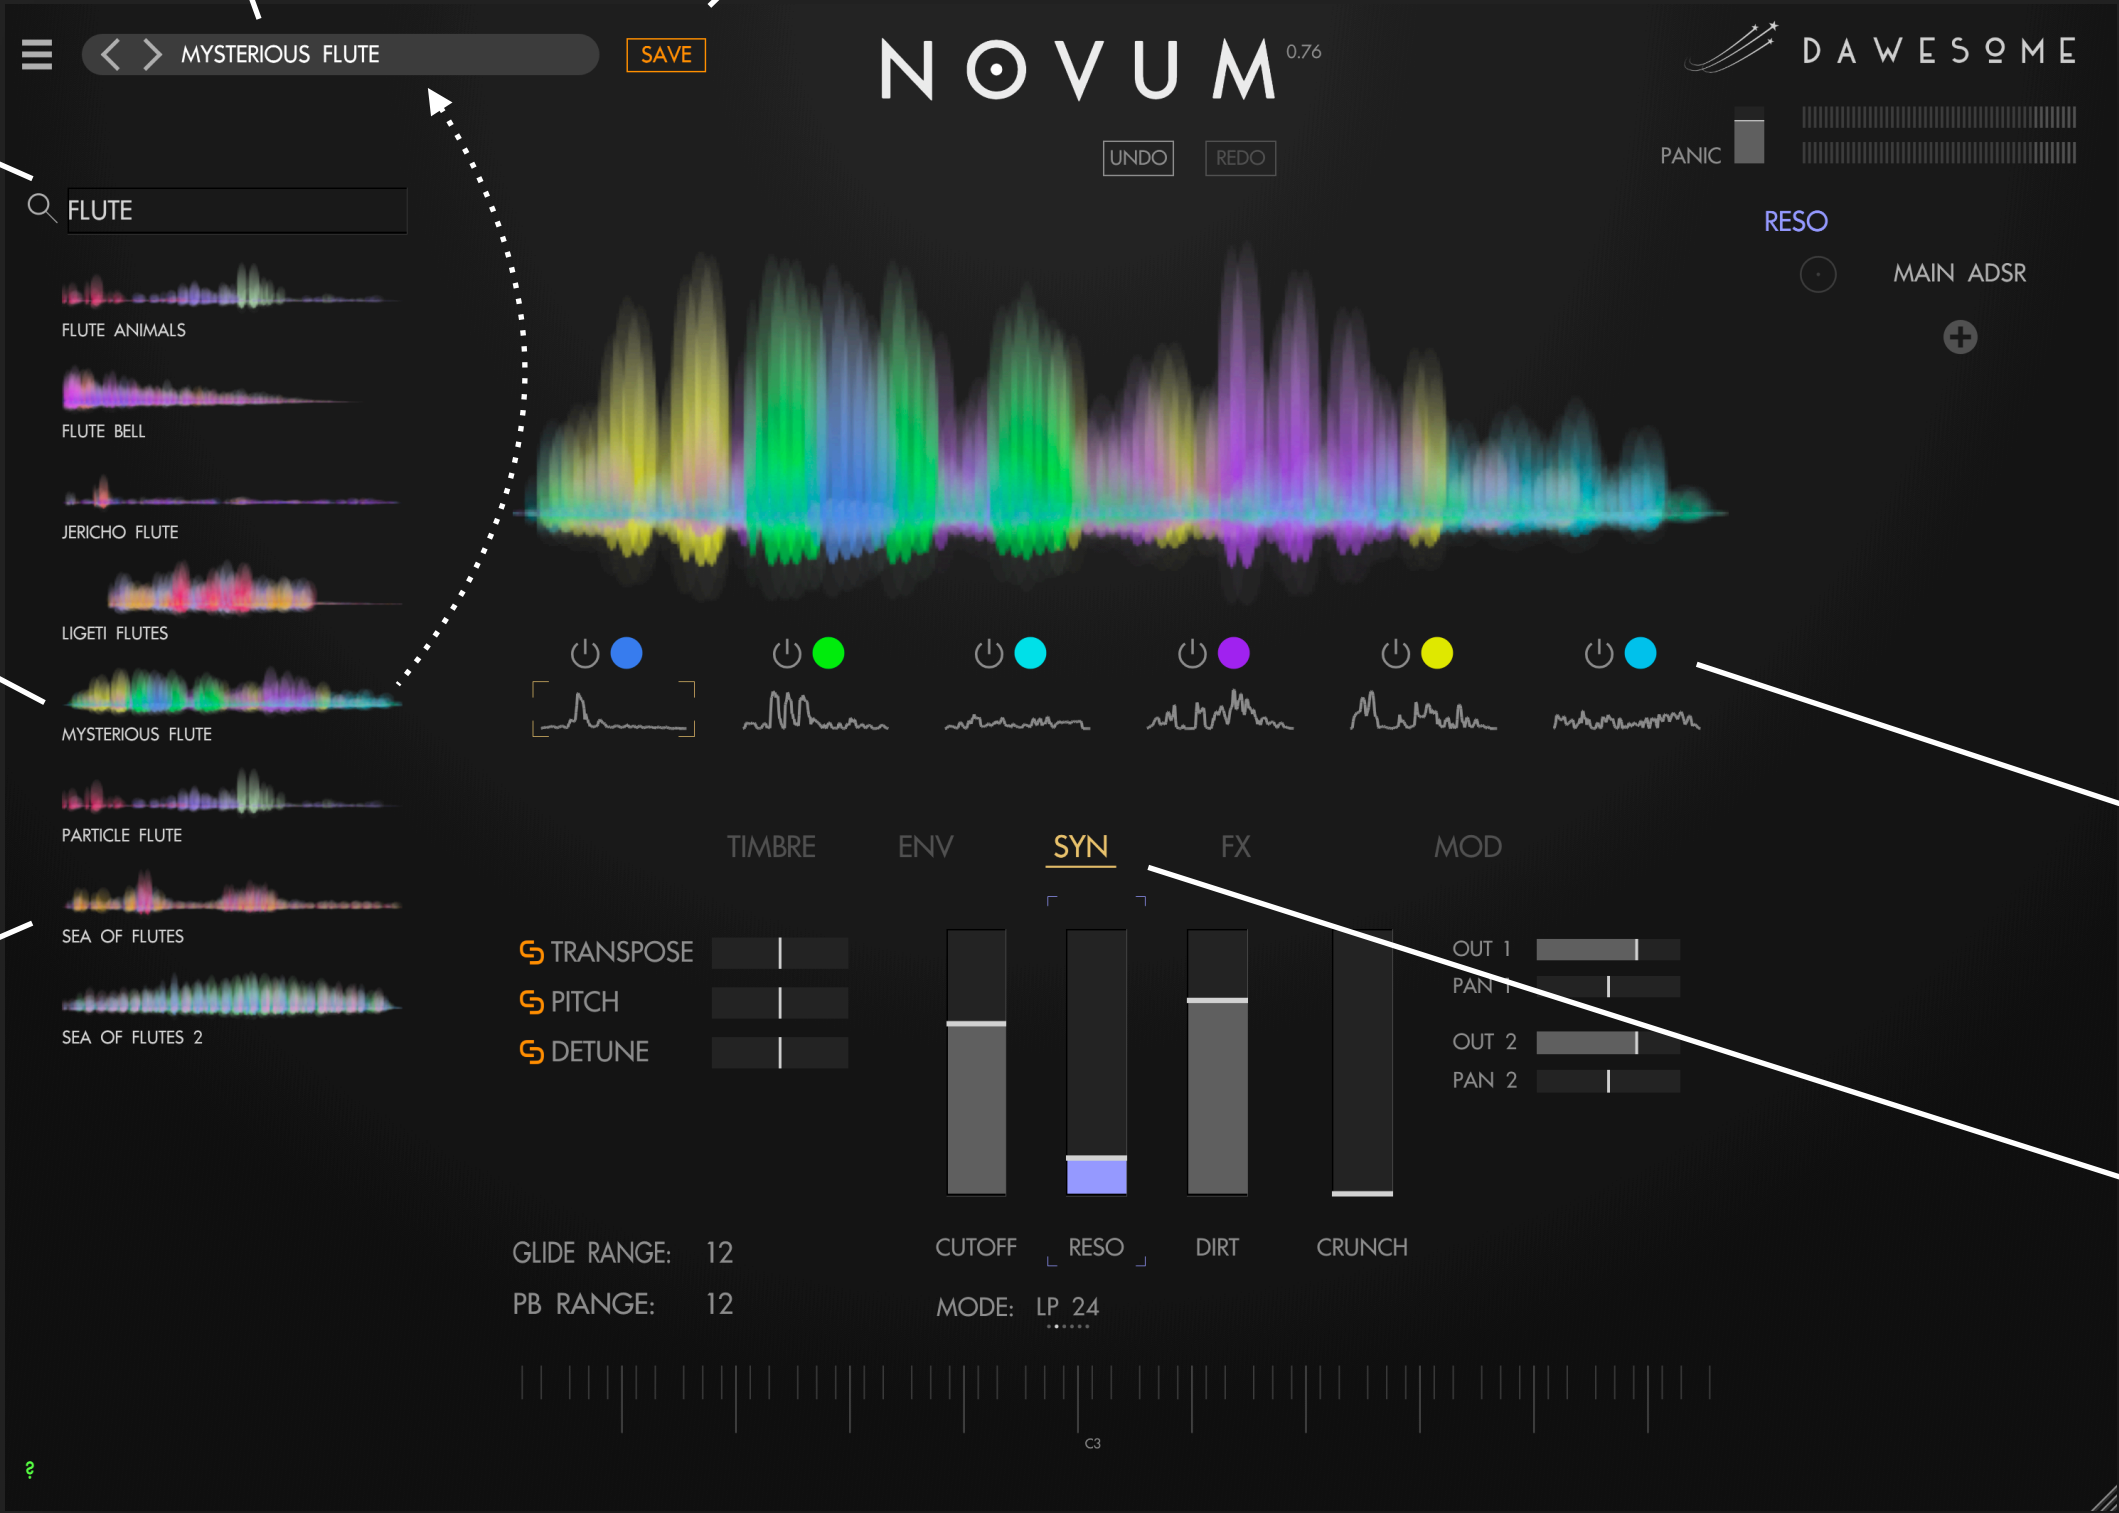 MYSTERIOUS FLUTE
SAVE
NOVUM 0.76
DAWESOME
UNDO
REDO
PANIC
FLUTE
RESO
MAIN ADSR
FLUTE ANIMALS
FLUTE BELL
JERICHO FLUTE
LIGETI FLUTES
MYSTERIOUS FLUTE
PARTICLE FLUTE
SEA OF FLUTES
SEA OF FLUTES 2
TIMBRE
ENV
SYN
FX
MOD
TRANSPOSE
PITCH
DETUNE
OUT 1
PAN 1
OUT 2
PAN 2
CUTOFF
RESO
DIRT
CRUNCH
GLIDE RANGE: 12
PB RANGE: 12
MODE: LP 24
C3
?